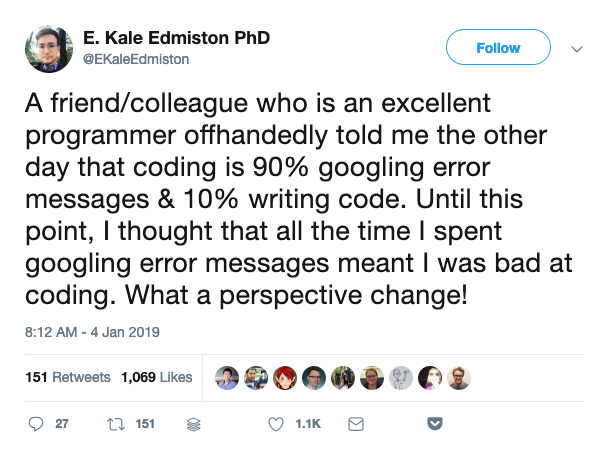 E. Kale Edmiston PhD
@EKaleEdmiston
Follow
A friend/colleague who is an excellent
programmer offhandedly told me the other
day that coding is 90% googling error
messages & 10% writing code. Until this
point, I thought that all the time I spent
googling error messages meant I was bad at
coding. What a perspective change!
8:12 AM - 4 Jan 2019
151 Retweets 1,069 Likes
27 151 1.1K